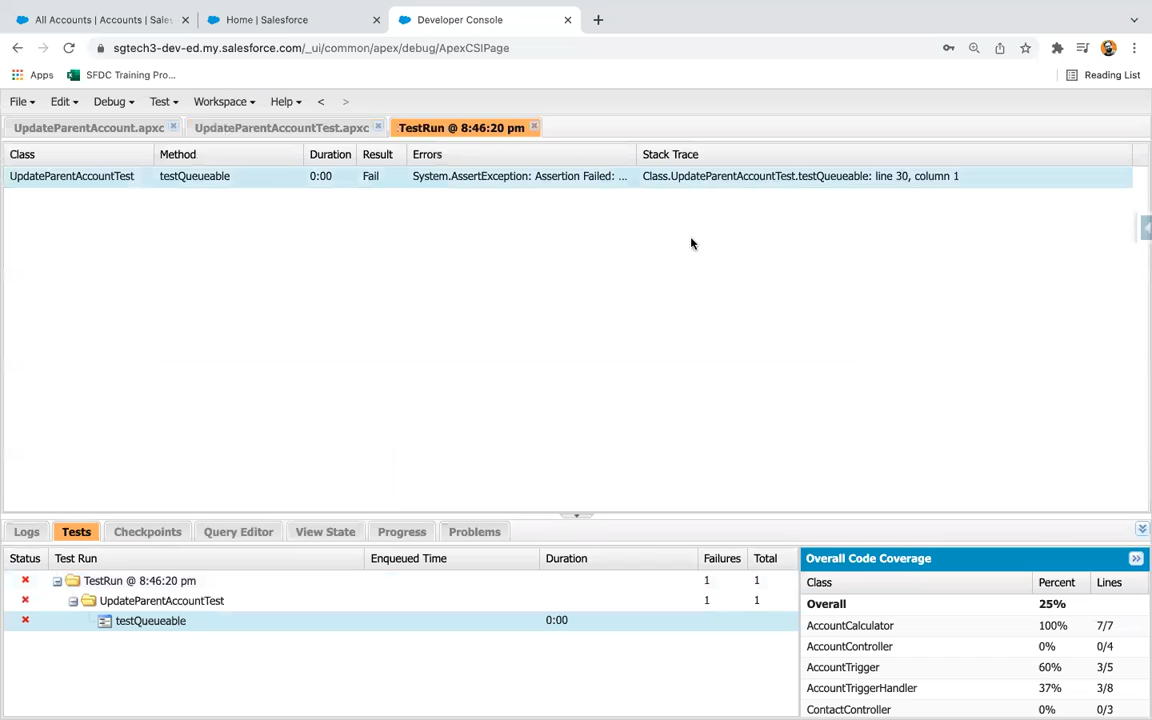 All Accounts | Accounts | Sales
Home | Salesforce
Developer Console
sgtech3-dev-ed.my.salesforce.com/_ui/common/apex/debug/ApexCSIPage
Apps
SFDC Training Pro...
Reading List
File
Edit
Debug
Test
Workspace
Help
<
>
UpdateParentAccount.apxc
UpdateParentAccountTest.apxc
TestRun @ 8:46:20 pm
Class Method Duration Result Errors Stack Trace
UpdateParentAccountTest testQueueable 0:00 Fail System.AssertException: Assertion Failed: ... Class.UpdateParentAccountTest.testQueueable: line 30, column 1
Logs
Tests
Checkpoints
Query Editor
View State
Progress
Problems
Status Test Run Enqueued Time Duration Failures Total
TestRun @ 8:46:20 pm 1 1
UpdateParentAccountTest 1 1
testQueueable 0:00
Overall Code Coverage
Class Percent Lines
Overall 25%
AccountCalculator 100% 7/7
AccountController 0% 0/4
AccountTrigger 60% 3/5
AccountTriggerHandler 37% 3/8
ContactController 0% 0/3